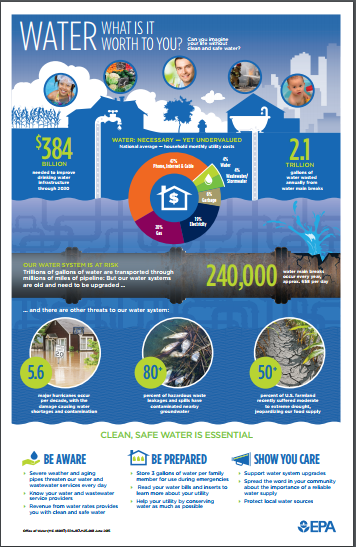 WATER WHAT IS IT
WORTH TO YOU?
Can you imagine
your life without
clean and safe water?
$384
BILLION
needed to improve
drinking water
infrastructure
through 2030
WATER: NECESSARY — YET UNDERVALUED
National average — household monthly utility costs
47%
Phone, Internet & Cable
4%
Water
4%
Wastewater/
Stormwater
Garbage
19%
Electricity
20%
Gas
$
2.1
TRILLION
gallons of
water wasted
annually from
water main breaks
OUR WATER SYSTEM IS AT RISK
Trillions of gallons of water are transported through
millions of miles of pipeline: But our water systems
are old and need to be upgraded ...
240,000
water main breaks
occur every year,
approx. 658 per day
... and there are other threats to our water system:
5.6
major hurricanes occur
per decade, with the
damage causing water
shortages and contamination
80+
percent of hazardous waste
leakages and spills have
contaminated nearby
groundwater
50+
percent of U.S. farmland
recently suffered moderate
to extreme drought,
jeopardizing our food supply
CLEAN, SAFE WATER IS ESSENTIAL
BE AWARE
Severe weather and aging
pipes threaten our water and
wastewater services every day
Know your water and wastewater
service providers
Revenue from water rates provides
you with clean and safe water
BE PREPARED
Store 3 gallons of water per family
member for use during emergencies
Read your water bills and inserts to
learn more about your utility
Help your utility by conserving
water as much as possible
SHOW YOU CARE
Support water system upgrades
Spread the word in your community
about the importance of a reliable
water supply
Protect local water sources
Office of Water
EPA